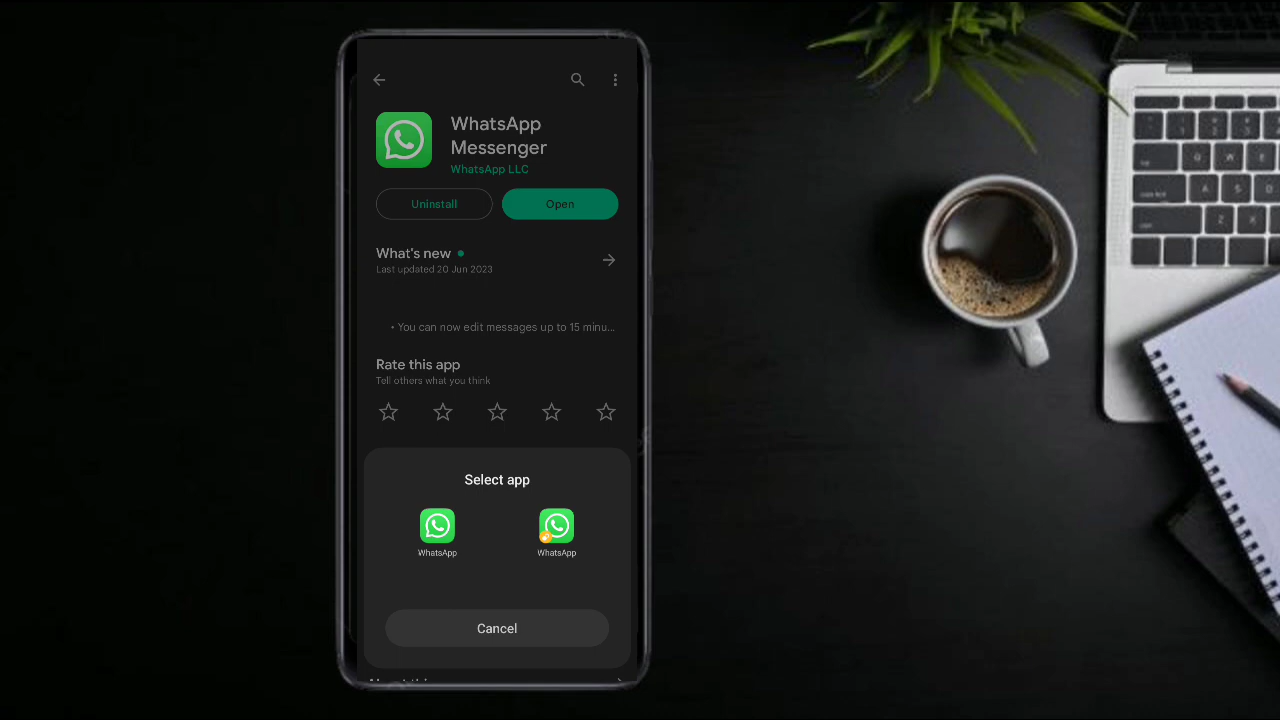 WhatsApp
Messenger
WhatsApp LLC
Uninstall
Open
What's new
Last updated 20 Jun 2023
• You can now edit messages up to 15 minu...
Rate this app
Tell others what you think
Select app
WhatsApp
WhatsApp
Cancel